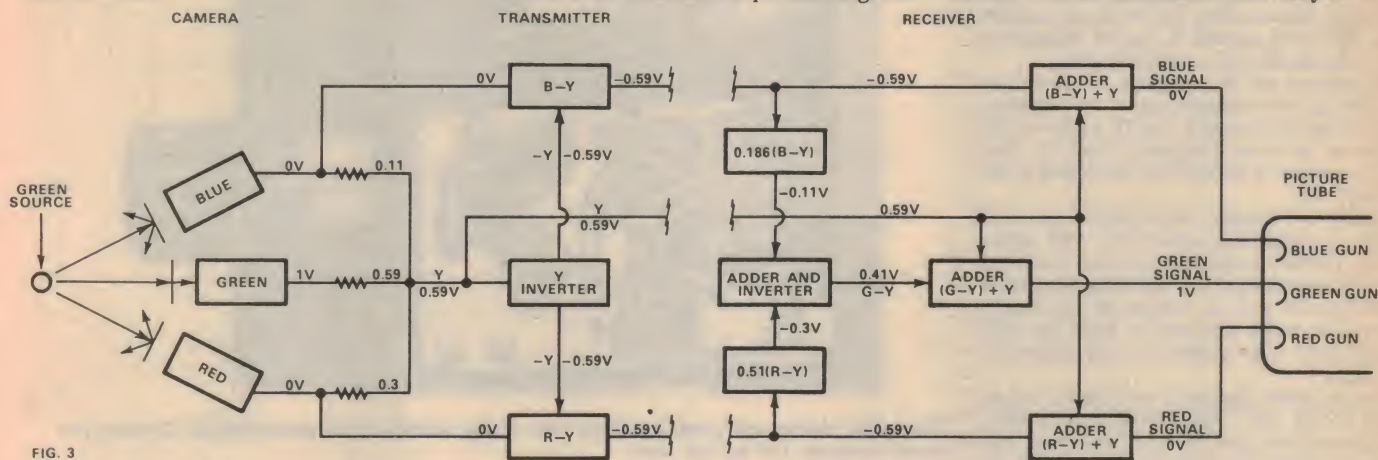 CAMERA
TRANSMITTER
RECEIVER
GREEN
SOURCE
BLUE
GREEN
RED
0V
0.11
1V
0.59
0V
0.3
Y
0.59V
0V
B-Y
-0.59V
-Y -0.59V
Y
0.59V
Y
INVERTER
-Y -0.59V
0V
R-Y
-0.59V
-0.59V
0.186(B-Y)
-0.11V
0.59V
ADDER AND
INVERTER
0.41V
G-Y
-0.3V
0.51(R-Y)
-0.59V
ADDER
(B-Y) + Y
BLUE
SIGNAL
0V
ADDER
(G-Y) + Y
GREEN
SIGNAL
1V
ADDER
(R-Y) + Y
RED
SIGNAL
0V
PICTURE
TUBE
BLUE GUN
GREEN GUN
RED GUN
FIG. 3